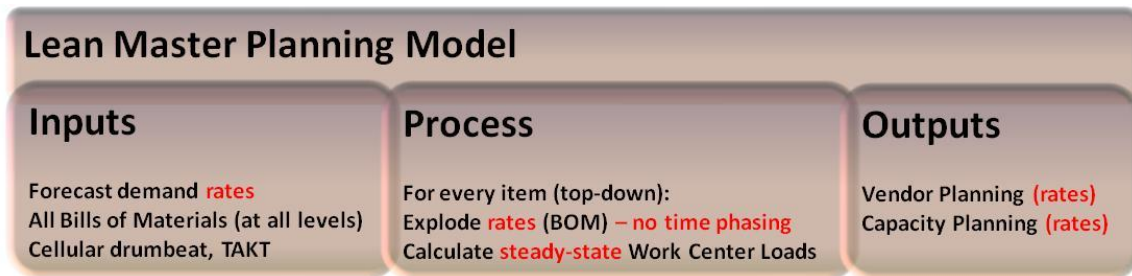 Lean Master Planning Model
Inputs
Forecast demand rates
All Bills of Materials (at all levels)
Cellular drumbeat, TAKT
Process
For every item (top-down):
Explode rates (BOM) – no time phasing
Calculate steady-state Work Center Loads
Outputs
Vendor Planning (rates)
Capacity Planning (rates)